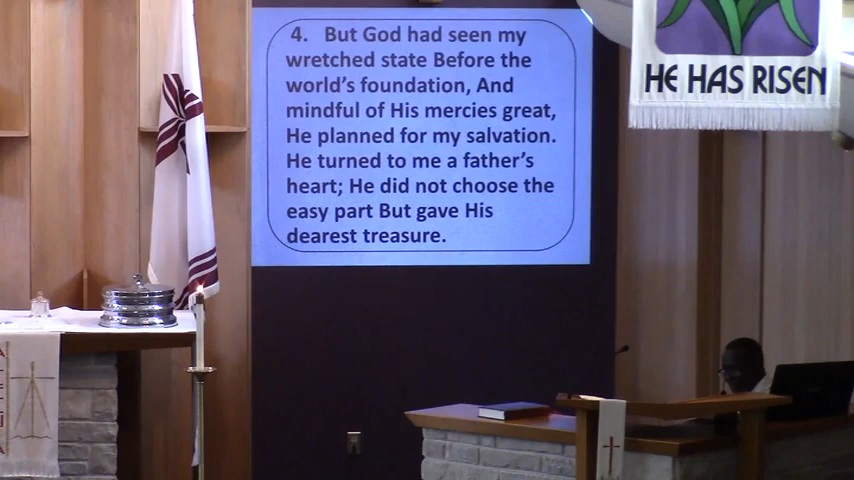 4. But God had seen my
wretched state Before the
world's foundation, And
mindful of His mercies great,
He planned for my salvation.
He turned to me a father's
heart; He did not choose the
easy part But gave His
dearest treasure.
HE HAS RISEN